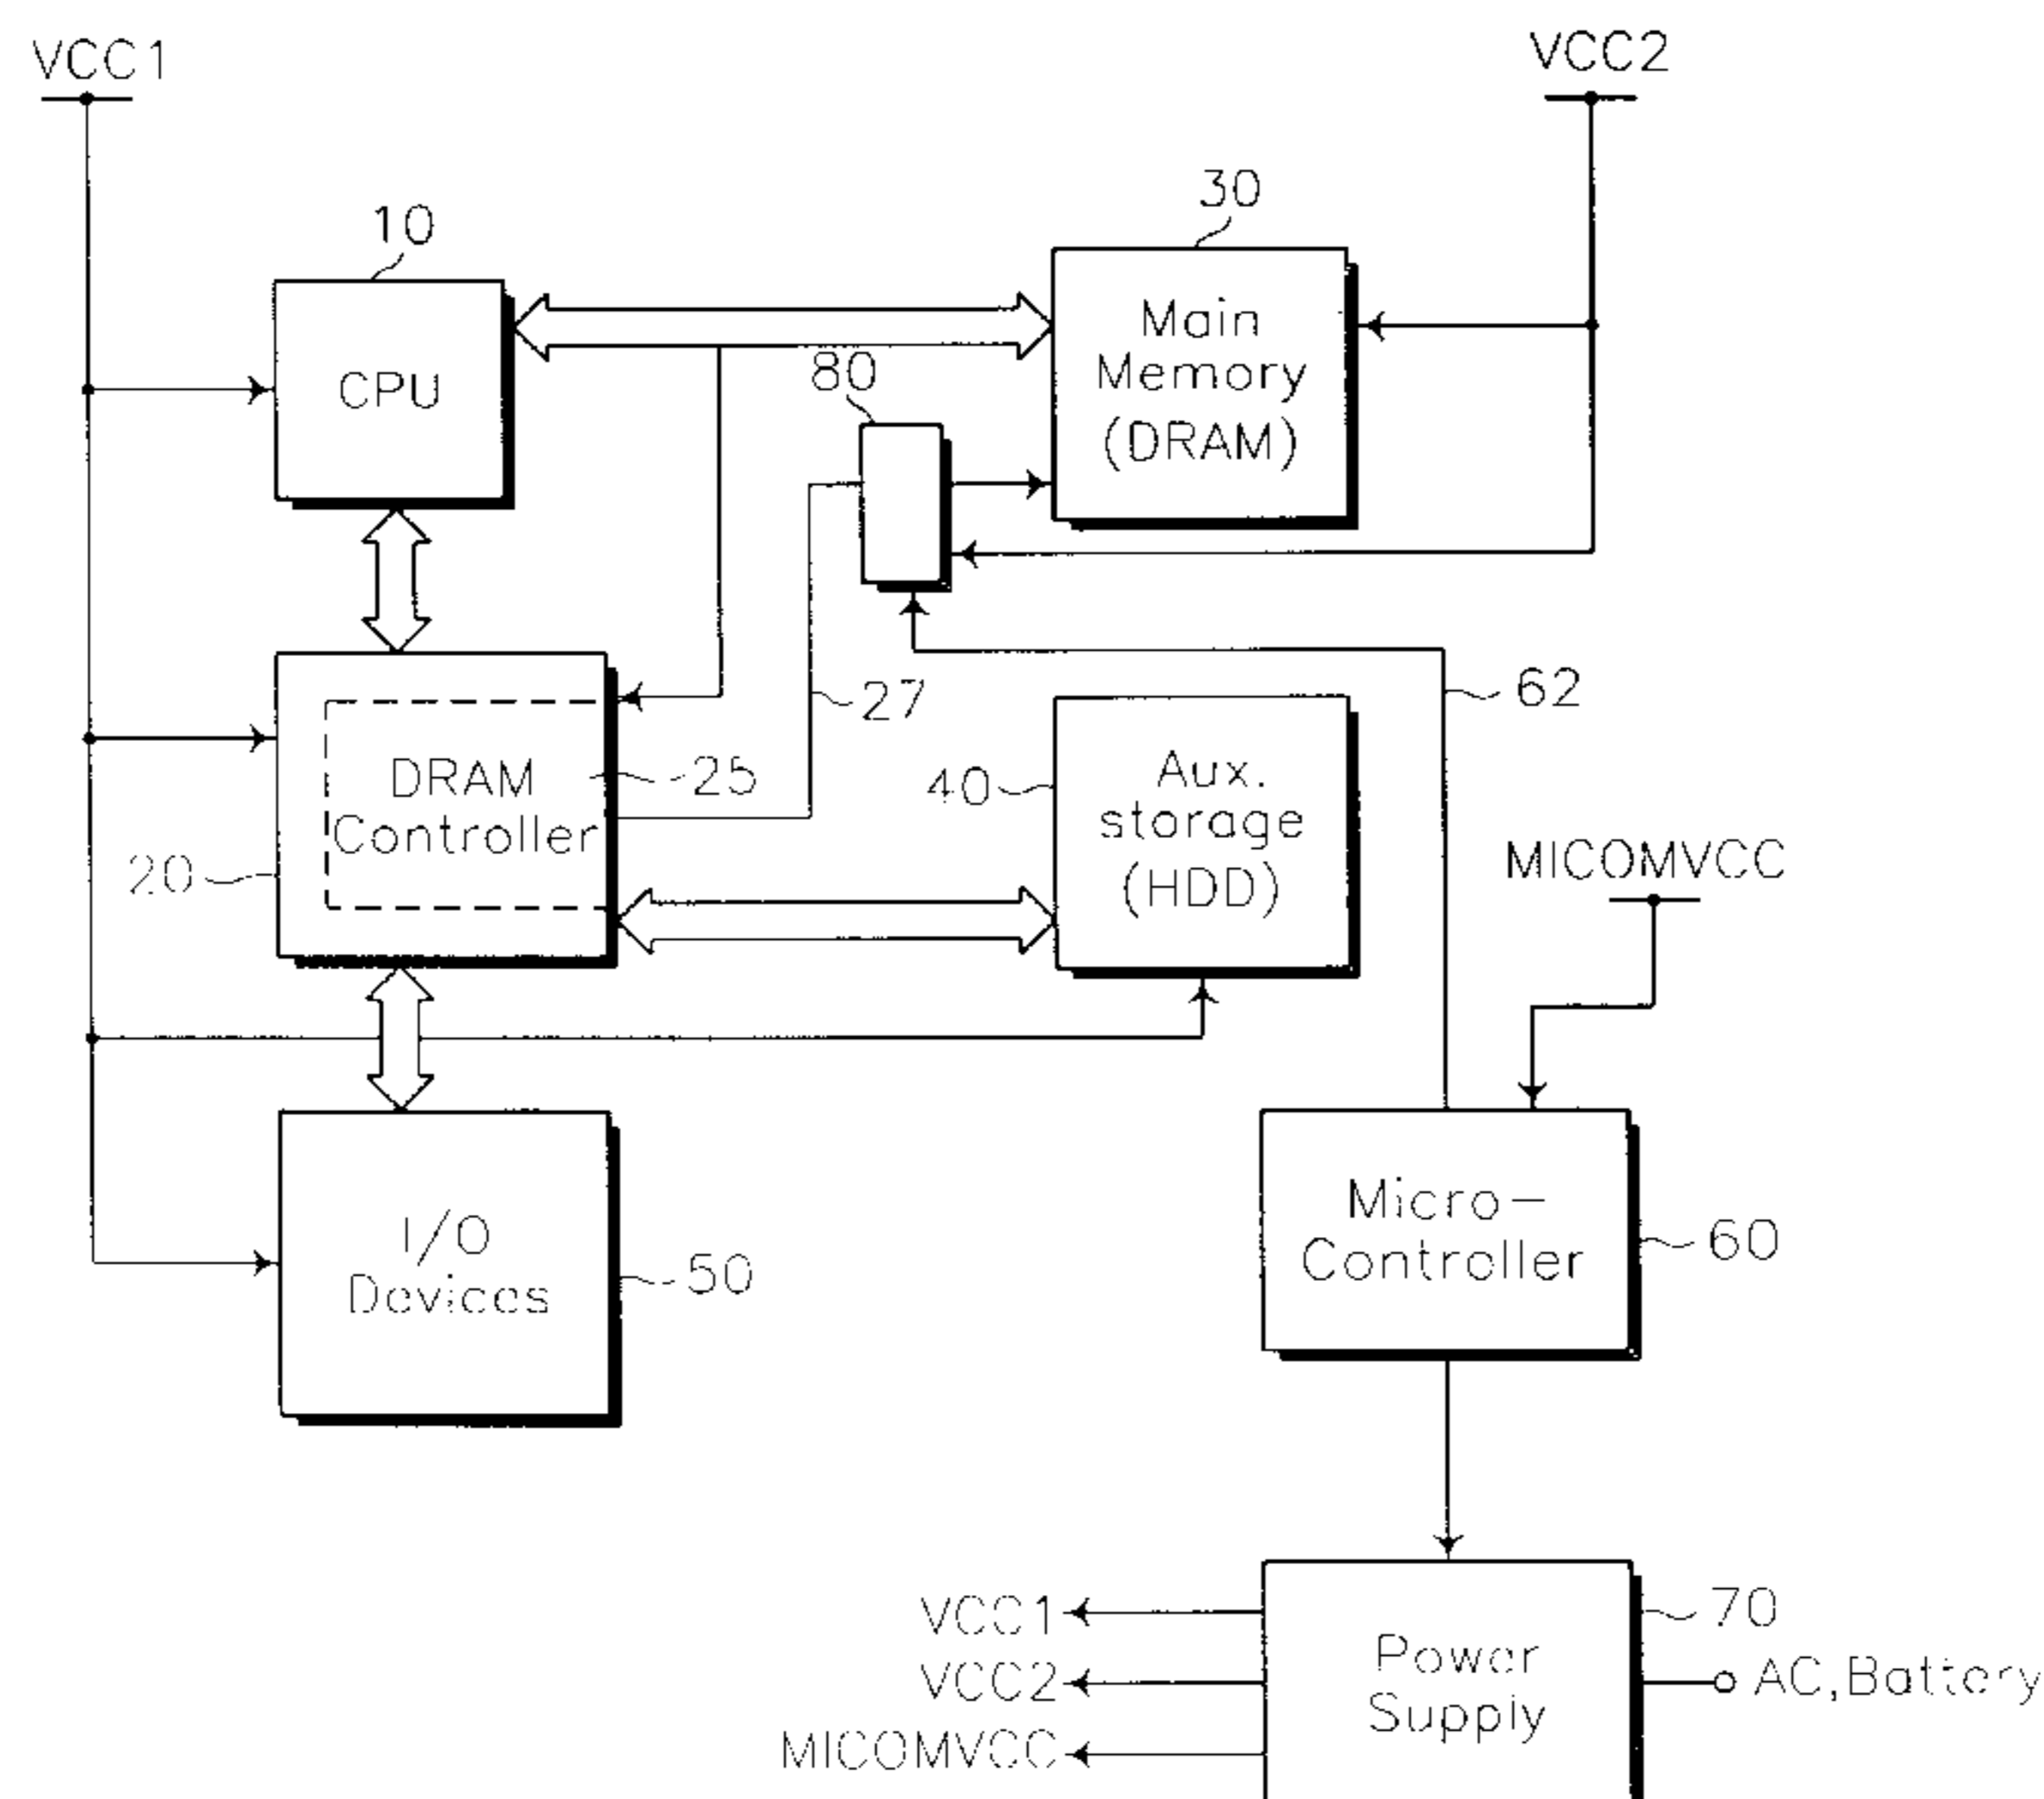 VCC1
VCC2
10
30
CPU
Main
Memory
(DRAM)
80
27
62
DRAM
Controller
25
20
40
Aux.
storage
(HDD)
MICOMVCC
I/O
Devices
50
Micro-
Controller
60
VCC1
VCC2
MICOMVCC
Power
Supply
70
AC,Battery